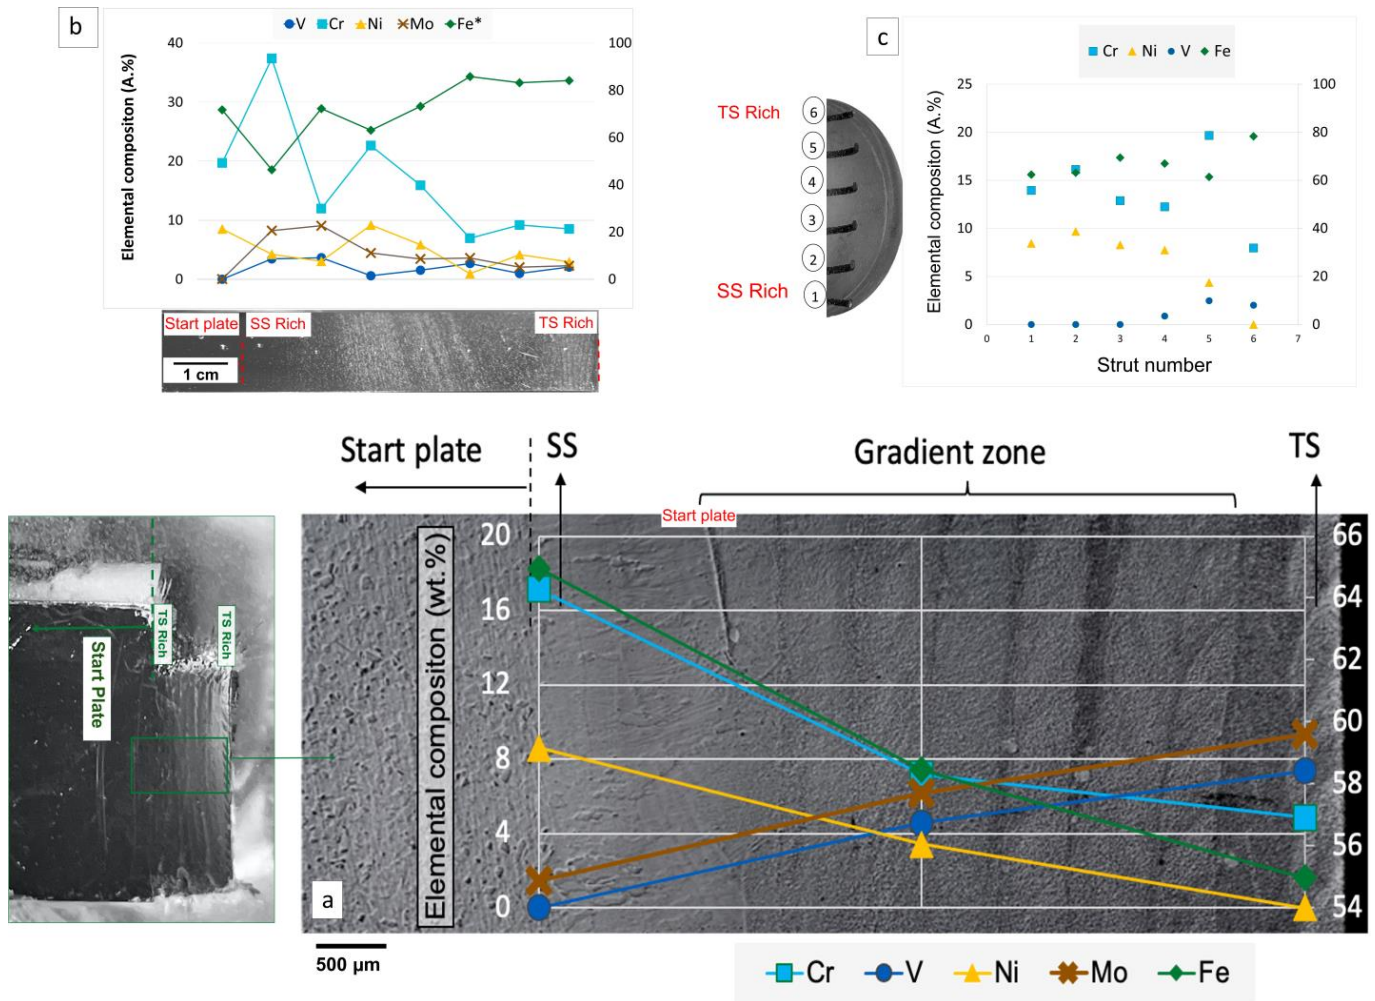 b
V Cr Ni Mo Fe*
Elemental compositon (A.%)
40
30
20
10
0
100
80
60
40
20
0
Start plate
SS Rich
TS Rich
1 cm
c
Cr Ni V Fe
TS Rich
SS Rich
6
5
4
3
2
1
Elemental compositon (A.%)
25
20
15
10
5
0
100
80
60
40
20
0
0 1 2 3 4 5 6 7
Strut number
Start plate
SS
Gradient zone
TS
Start plate
TS Rich
TS Rich
Start Plate
Elemental compositon (wt.%)
20
16
12
8
4
0
66
64
62
60
58
56
54
a
500 µm
Cr V Ni Mo Fe